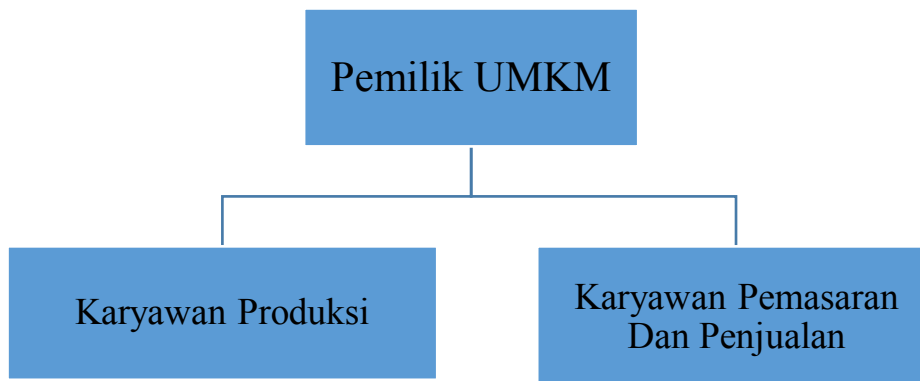 Pemilik UMKM
Karyawan Produksi
Karyawan Pemasaran
Dan Penjualan